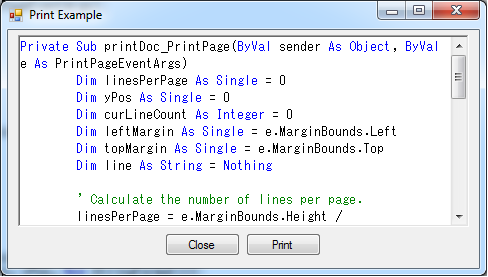 Print Example
Private Sub printDoc_PrintPage(ByVal sender As Object, ByVal
e As PrintPageEventArgs)
Dim linesPerPage As Single = 0
Dim yPos As Single = 0
Dim curLineCount As Integer = 0
Dim leftMargin As Single = e.MarginBounds.Left
Dim topMargin As Single = e.MarginBounds.Top
Dim line As String = Nothing
' Calculate the number of lines per page.
linesPerPage = e.MarginBounds.Height /
Close Print